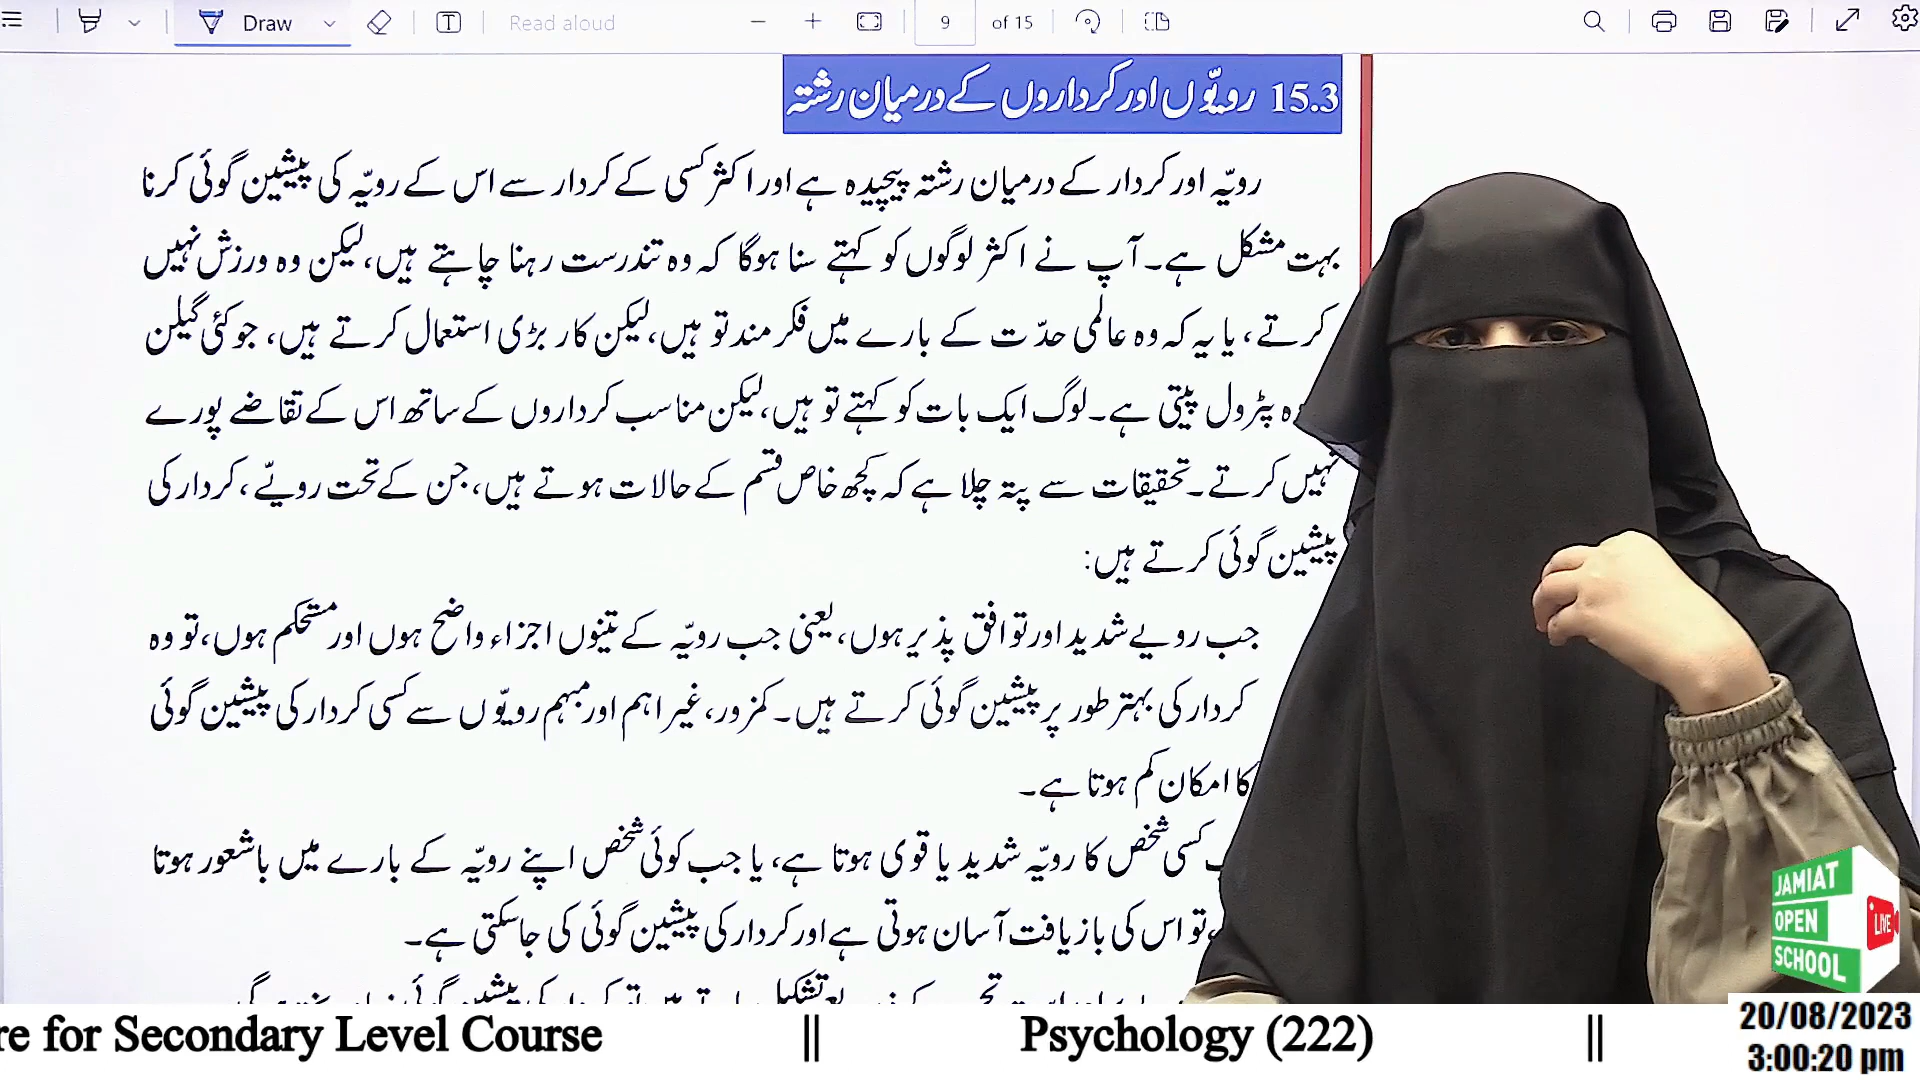 Draw
Read aloud
9
of 15
15.3 رویّوں اور کرداروں کے درمیان رشتہ
رویّہ اور کردار کے درمیان رشتہ پیچیدہ ہے اور اکثر کسی کے کردار سے اس کے رویّہ کی پیشین گوئی کرنا
بہت مشکل ہے۔ آپ نے اکثر لوگوں کو کہتے سنا ہوگا کہ وہ تندرست رہنا چاہتے ہیں، لیکن وہ ورزش نہیں
کرتے، یا یہ کہ وہ عالمی حدّت کے بارے میں فکر مند تو ہیں، لیکن کار بڑی استعمال کرتے ہیں، جو کئی گیلن
پٹرول پیتی ہے۔ لوگ ایک بات کو کہتے تو ہیں، لیکن مناسب کرداروں کے ساتھ اس کے تقاضے پورے
نہیں کرتے۔ تحقیقات سے پتہ چلا ہے کہ کچھ خاص قسم کے حالات ہوتے ہیں، جن کے تحت رویّے، کردار کی
پیشین گوئی کرتے ہیں:
جب رویے شدید اور توافق پذیر ہوں، یعنی جب رویّہ کے تینوں اجزاء واضح ہوں اور مستحکم ہوں، تو وہ
کردار کی بہتر طور پر پیشین گوئی کرتے ہیں۔ کمزور، غیر اہم اور مبہم رویّوں سے کسی کردار کی پیشین گوئی
کا امکان کم ہوتا ہے۔
کسی شخص کا رویّہ شدید یا قوی ہوتا ہے، یا جب کوئی شخص اپنے رویّہ کے بارے میں باشعور ہوتا
تو اس کی بازیافت آسان ہوتی ہے اور کردار کی پیشین گوئی کی جاسکتی ہے۔
JAMIAT
OPEN
SCHOOL
LIVE
re for Secondary Level Course || Psychology (222) ||
20/08/2023
3:00:20 pm